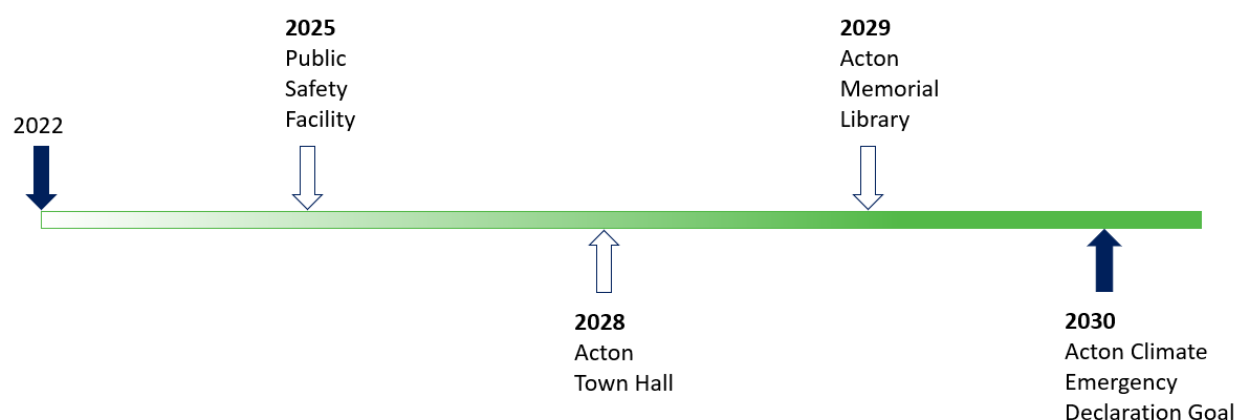 2022
2025
Public
Safety
Facility
2028
Acton
Town Hall
2029
Acton
Memorial
Library
2030
Acton Climate
Emergency
Declaration Goal